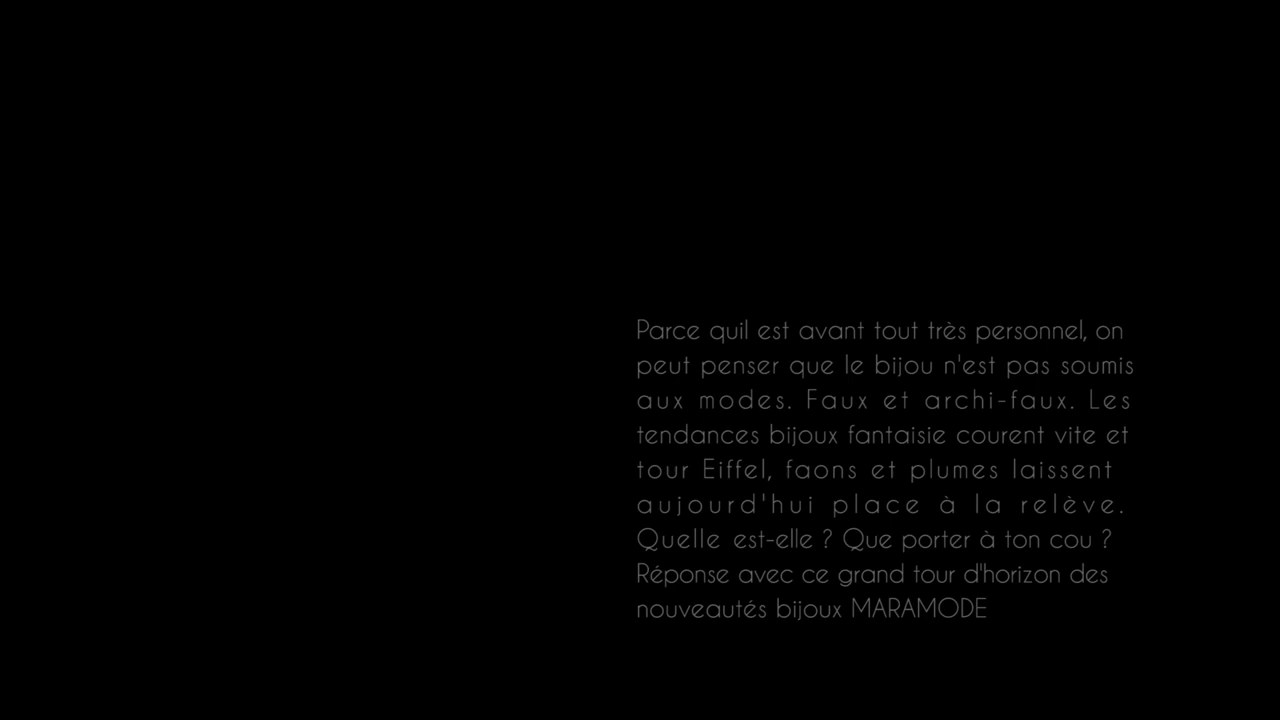 Parce quil est avant tout très personnel, on
peut penser que le bijou n'est pas soumis
aux modes. Faux et archi-faux. Les
tendances bijoux fantaisie courent vite et
tour Eiffel, faons et plumes laissent
aujourd'hui place à la relève.
Quelle est-elle ? Que porter à ton cou ?
Réponse avec ce grand tour d'horizon des
nouveautés bijoux MARAMODE